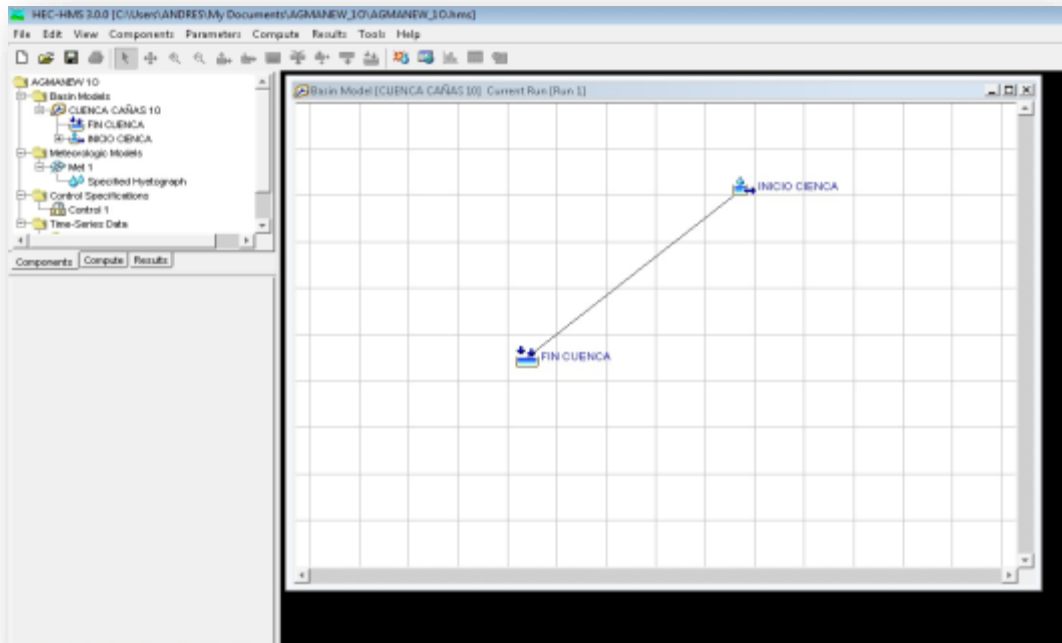 HEC-HMS 3.0.0 [C:\Users\ANDRES\My Documents\AGMANEW_1O\AGMANEW_1O.hms]
File Edit View Components Parameters Compute Results Tools Help
AGMANEW 1O
Basin Models
CUENCA CAÑAS 10
FIN CUENCA
INICIO CIENCA
Meteorologic Models
Met 1
Specified Hyetograph
Control Specifications
Control 1
Time-Series Data
Components Compute Results
Basin Model [CUENCA CAÑAS 10] Current Run [Run 1]
INICIO CIENCA
FIN CUENCA